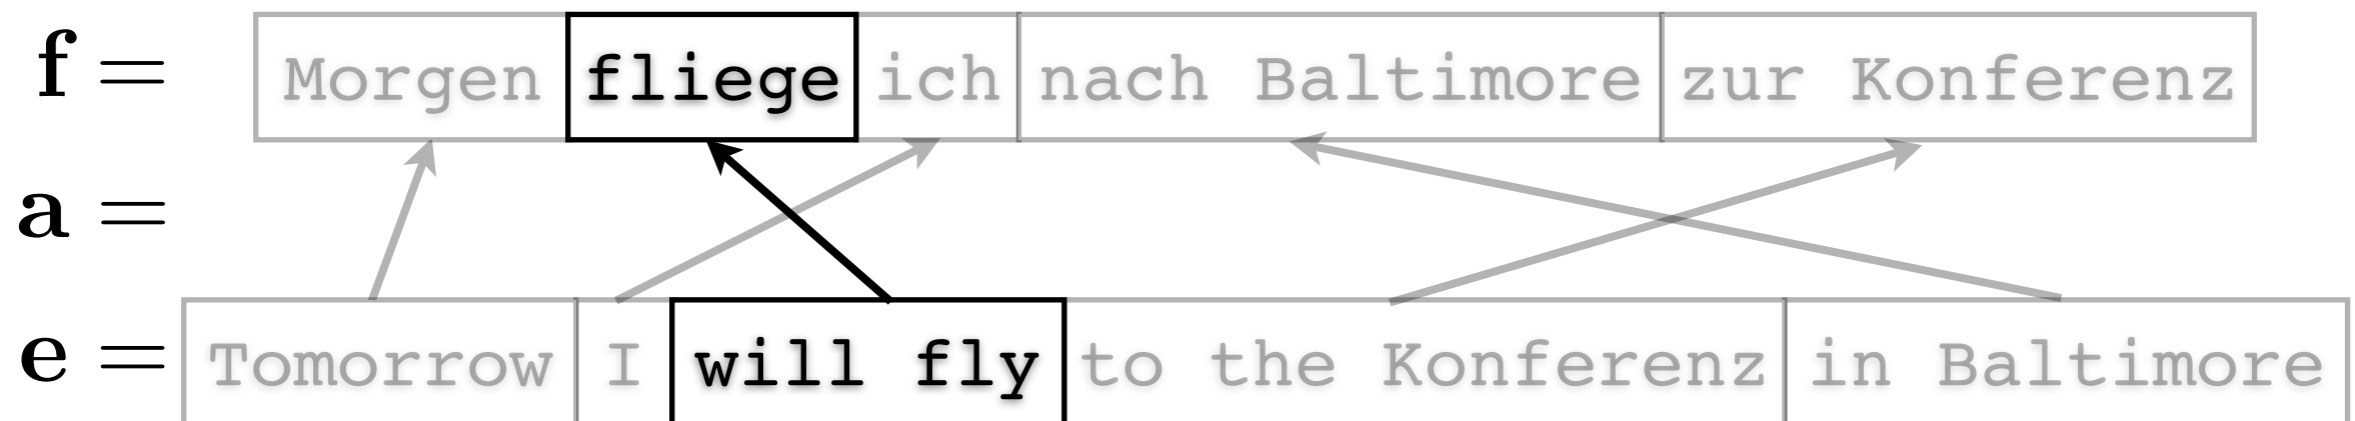 f = Morgen fliege ich nach Baltimore zur Konferenz
a =
e = Tomorrow I will fly to the Konferenz in Baltimore